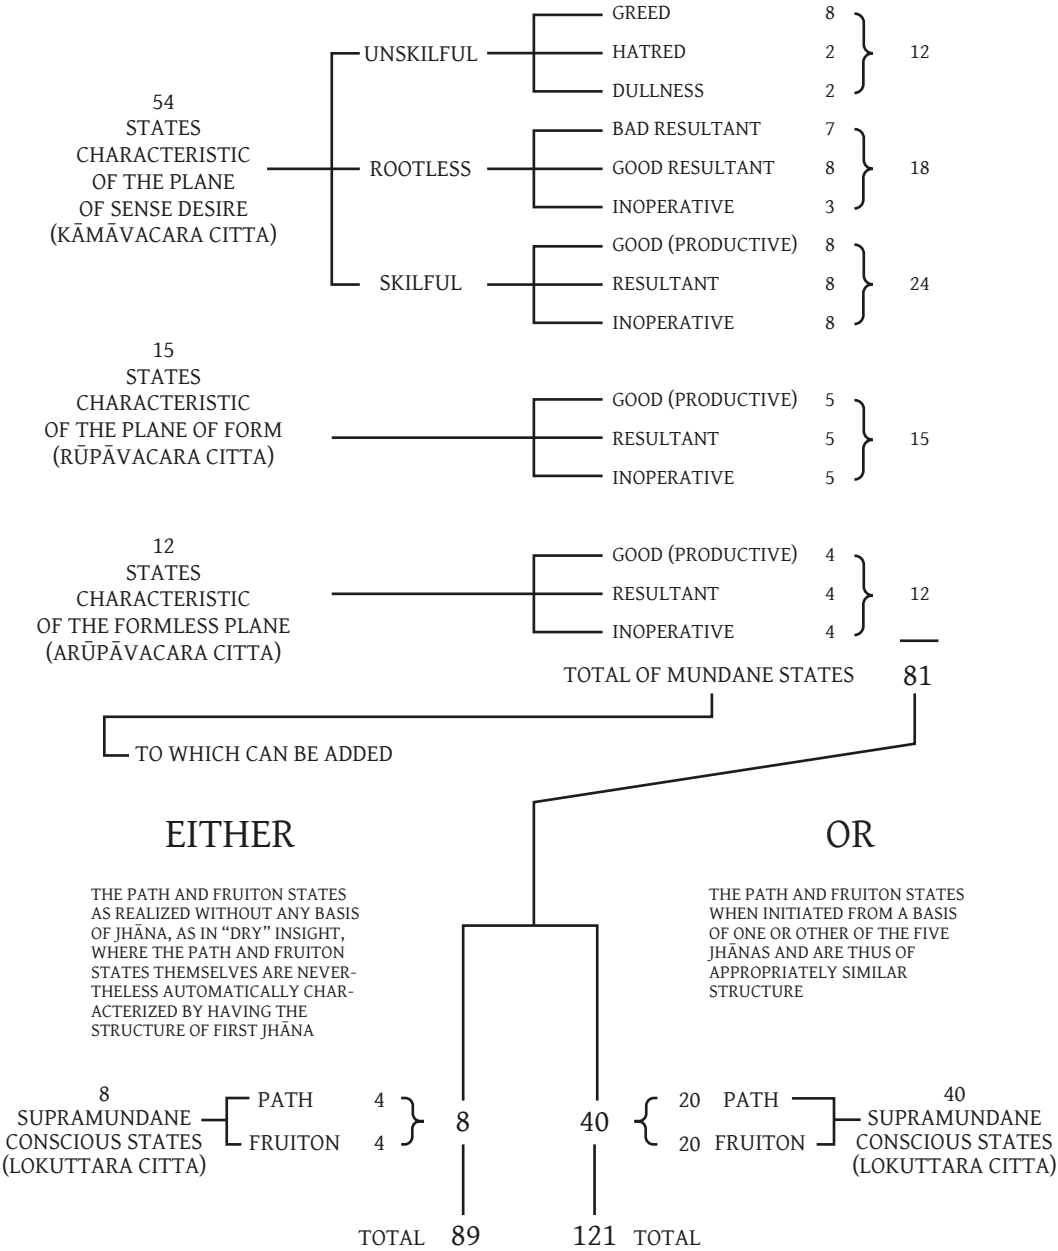 54
STATES
CHARACTERISTIC
OF THE PLANE
OF SENSE DESIRE
(KĀMĀVACARA CITTA)
UNSKILFUL
GREED 8
HATRED 2
DULLNESS 2
12
ROOTLESS
BAD RESULTANT 7
GOOD RESULTANT 8
INOPERATIVE 3
18
SKILFUL
GOOD (PRODUCTIVE) 8
RESULTANT 8
INOPERATIVE 8
24
15
STATES
CHARACTERISTIC
OF THE PLANE OF FORM
(RŪPĀVACARA CITTA)
GOOD (PRODUCTIVE) 5
RESULTANT 5
INOPERATIVE 5
15
12
STATES
CHARACTERISTIC
OF THE FORMLESS PLANE
(ARŪPĀVACARA CITTA)
GOOD (PRODUCTIVE) 4
RESULTANT 4
INOPERATIVE 4
12
TOTAL OF MUNDANE STATES 81
TO WHICH CAN BE ADDED
EITHER
THE PATH AND FRUITON STATES
AS REALIZED WITHOUT ANY BASIS
OF JHĀNA, AS IN “DRY” INSIGHT,
WHERE THE PATH AND FRUITON
STATES THEMSELVES ARE NEVER-
THELESS AUTOMATICALLY CHAR-
ACTERIZED BY HAVING THE
STRUCTURE OF FIRST JHĀNA
OR
THE PATH AND FRUITON STATES
WHEN INITIATED FROM A BASIS
OF ONE OR OTHER OF THE FIVE
JHĀNAS AND ARE THUS OF
APPROPRIATELY SIMILAR
STRUCTURE
8
SUPRAMUNDANE
CONSCIOUS STATES
(LOKUTTARA CITTA)
PATH 4
FRUITON 4
8
40
20 PATH
20 FRUITON
40
SUPRAMUNDANE
CONSCIOUS STATES
(LOKUTTARA CITTA)
TOTAL 89
121 TOTAL